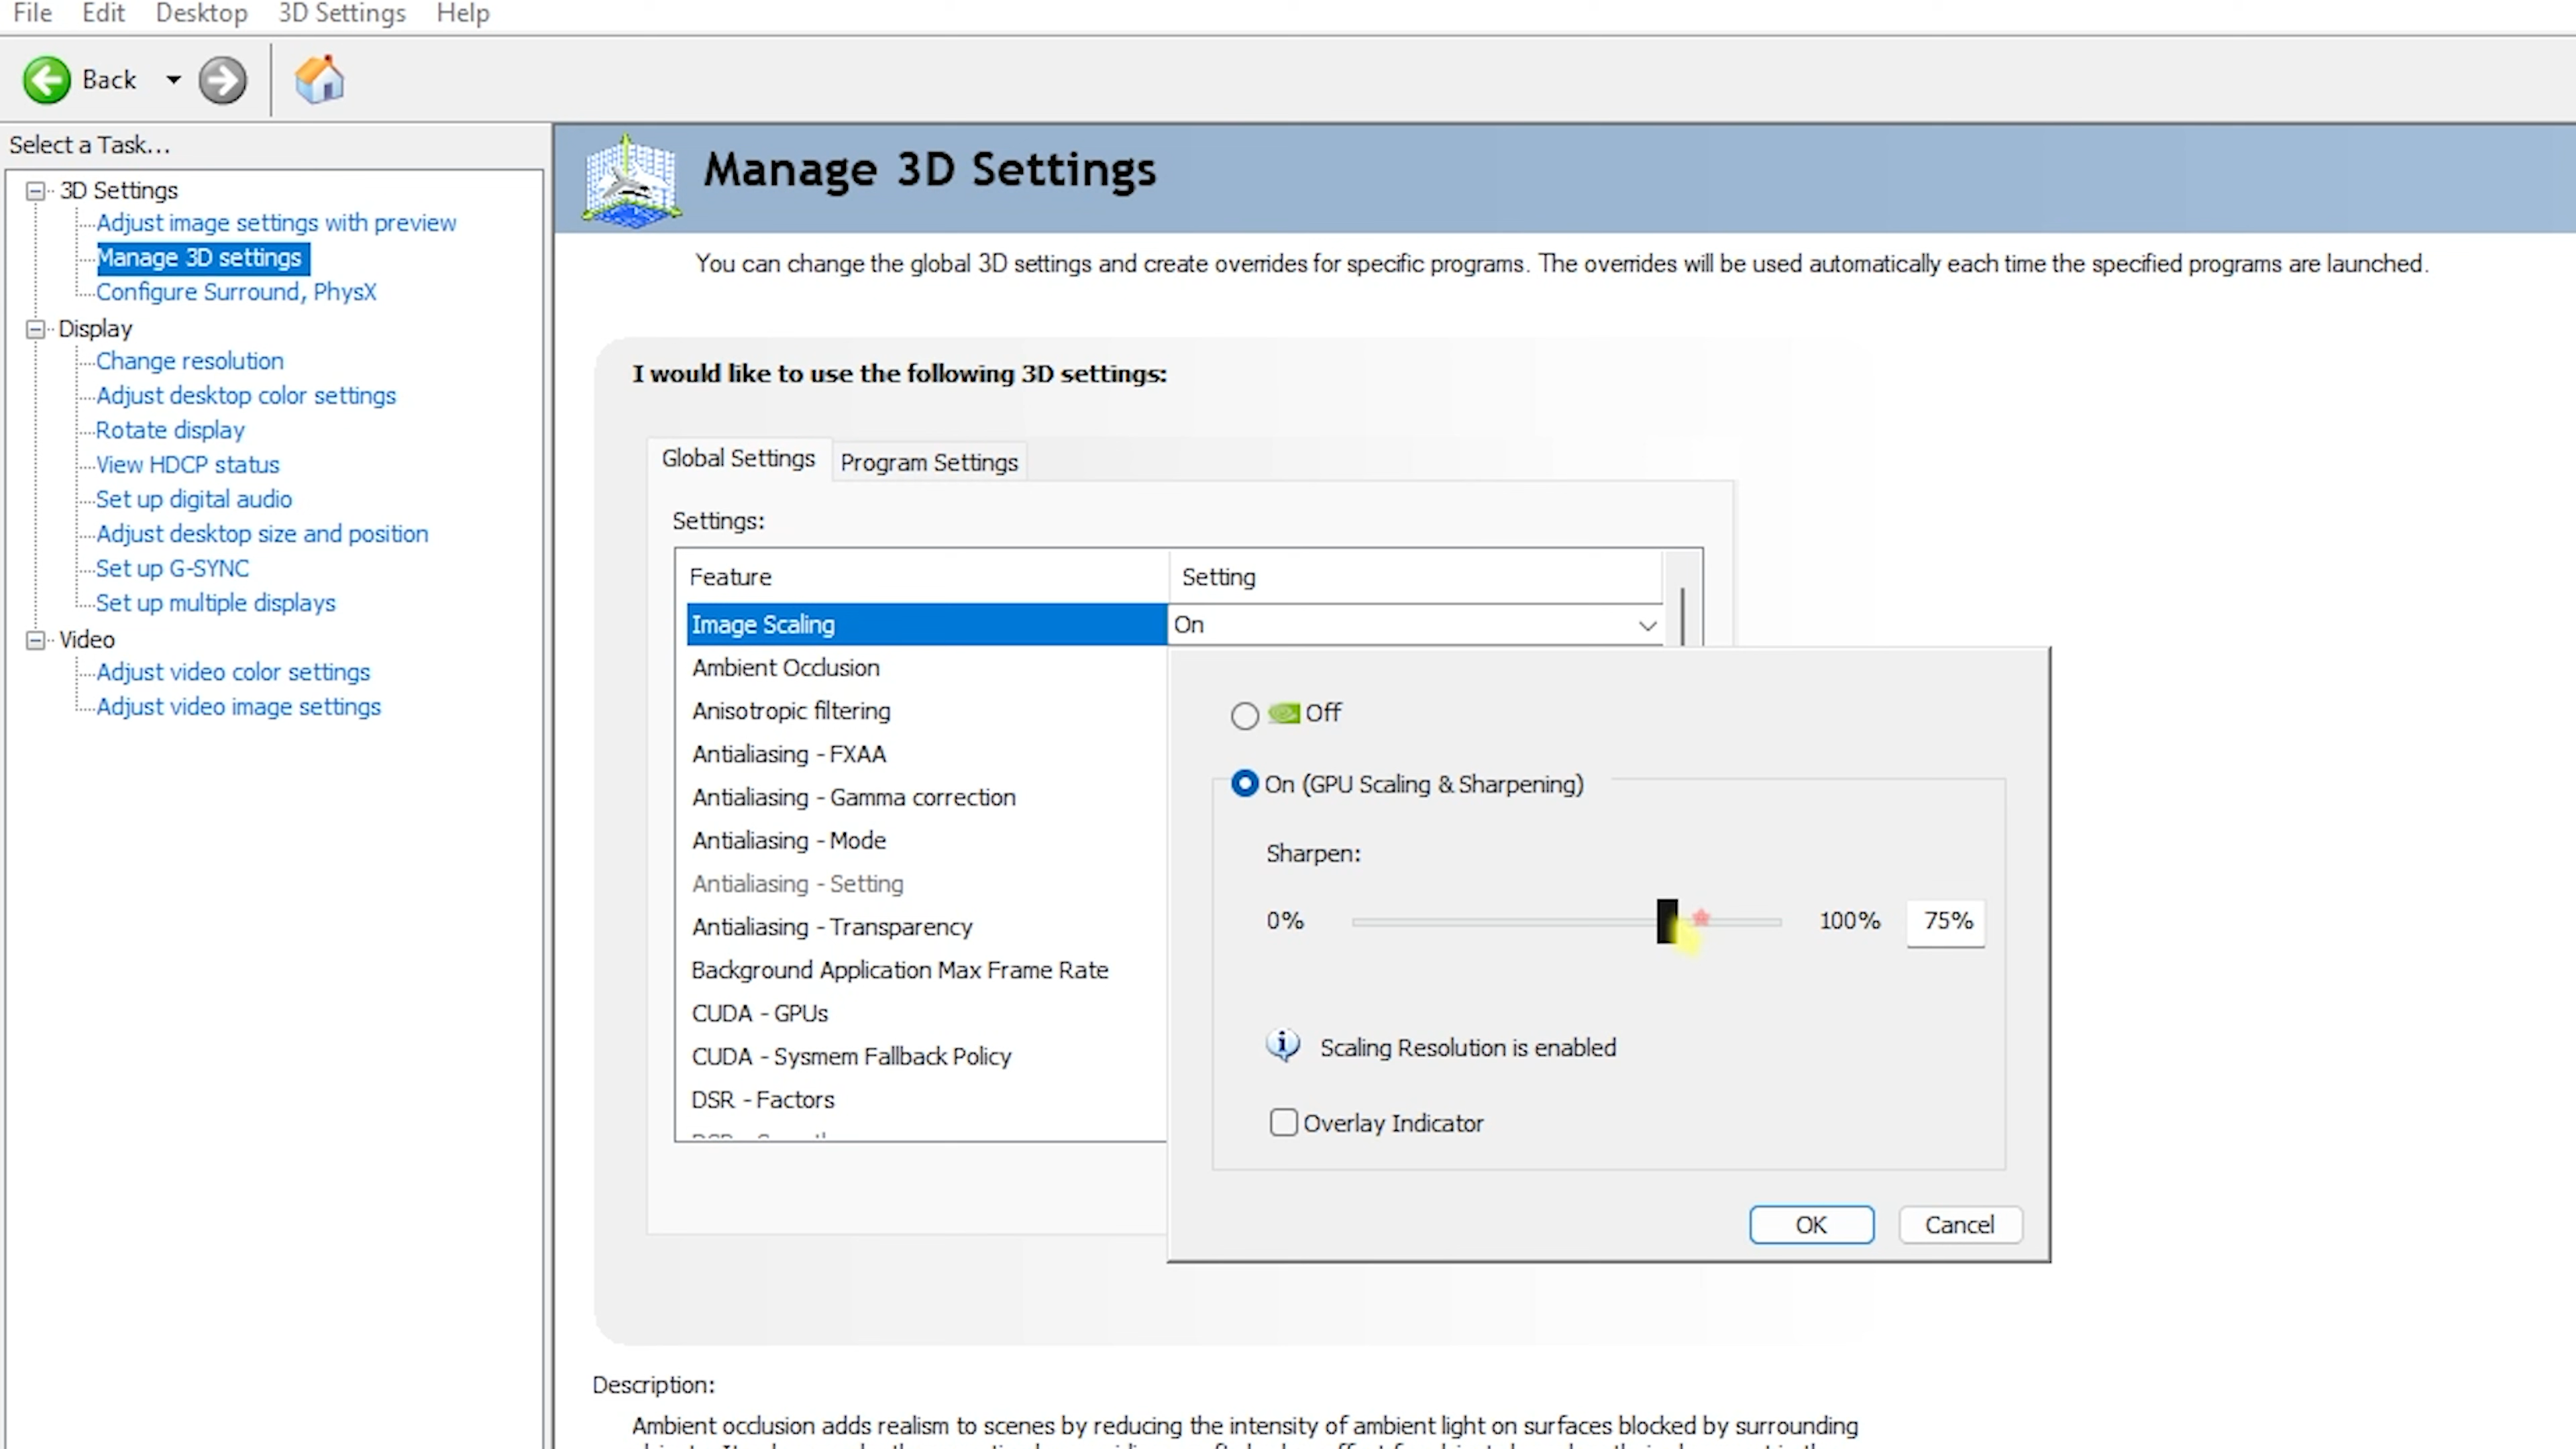 File Edit Desktop 3D Settings Help
Back
Select a Task...
3D Settings
Adjust image settings with preview
Manage 3D settings
Configure Surround, PhysX
Display
Change resolution
Adjust desktop color settings
Rotate display
View HDCP status
Set up digital audio
Adjust desktop size and position
Set up G-SYNC
Set up multiple displays
Video
Adjust video color settings
Adjust video image settings
Manage 3D Settings
You can change the global 3D settings and create overrides for specific programs. The overrides will be used automatically each time the specified programs are launched.
I would like to use the following 3D settings:
Global Settings Program Settings
Settings:
Feature Setting
Image Scaling On
Ambient Occlusion
Anisotropic filtering
Antialiasing - FXAA
Antialiasing - Gamma correction
Antialiasing - Mode
Antialiasing - Setting
Antialiasing - Transparency
Background Application Max Frame Rate
CUDA - GPUs
CUDA - Sysmem Fallback Policy
DSR - Factors
Off
On (GPU Scaling & Sharpening)
Sharpen:
0% 100% 75%
Scaling Resolution is enabled
Overlay Indicator
OK Cancel
Description:
Ambient occlusion adds realism to scenes by reducing the intensity of ambient light on surfaces blocked by surrounding